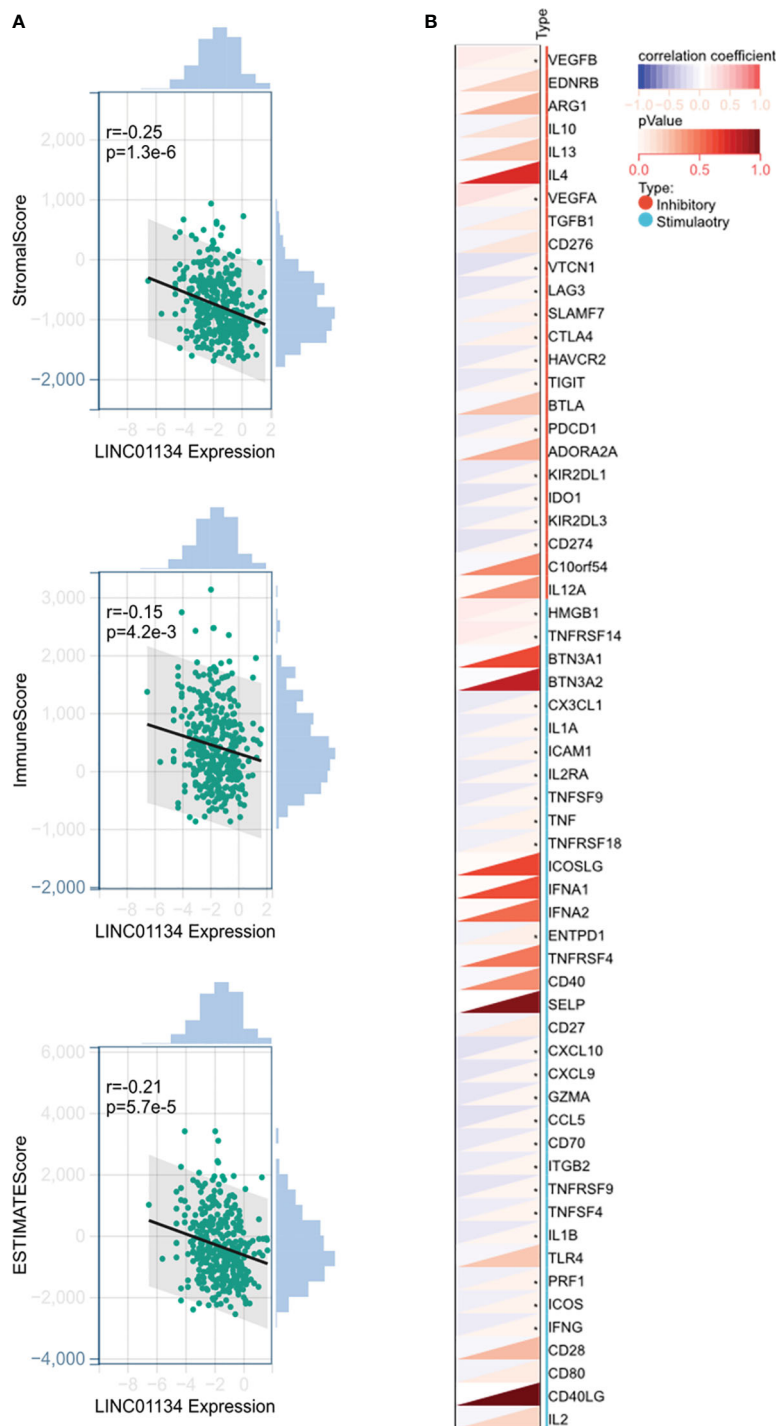 A
r=-0.25
p=1.3e-6
2,000
1,000
0
−1,000
−2,000
StromalScore
−8 −6 −4 −2 0 2
LINC01134 Expression
r=-0.15
p=4.2e-3
3,000
2,000
1,000
0
−1,000
−2,000
ImmuneScore
−8 −6 −4 −2 0 2
LINC01134 Expression
r=-0.21
p=5.7e-5
6,000
4,000
2,000
0
−2,000
−4,000
ESTIMATEScore
−8 −6 −4 −2 0
LINC01134 Expression
B
Type
* VEGFB
EDNRB
ARG1
IL10
IL13
IL4
* VEGFA
TGFB1
CD276
* VTCN1
* LAG3
* SLAMF7
* CTLA4
* HAVCR2
* TIGIT
BTLA
* PDCD1
ADORA2A
* KIR2DL1
* IDO1
* KIR2DL3
* CD274
C10orf54
IL12A
* HMGB1
* TNFRSF14
BTN3A1
BTN3A2
* CX3CL1
* IL1A
* ICAM1
* IL2RA
* TNFSF9
* TNF
* TNFRSF18
ICOSLG
IFNA1
IFNA2
* ENTPD1
TNFRSF4
CD40
SELP
CD27
* CXCL10
* CXCL9
* GZMA
* CCL5
* CD70
* ITGB2
* TNFRSF9
* TNFSF4
* IL1B
TLR4
* PRF1
* ICOS
* IFNG
CD28
CD80
CD40LG
IL2
correlation coefficient
−1.0 −0.5 0.0 0.5 1.0
pValue
0.0 0.5 1.0
Type:
Inhibitory
Stimulaotry